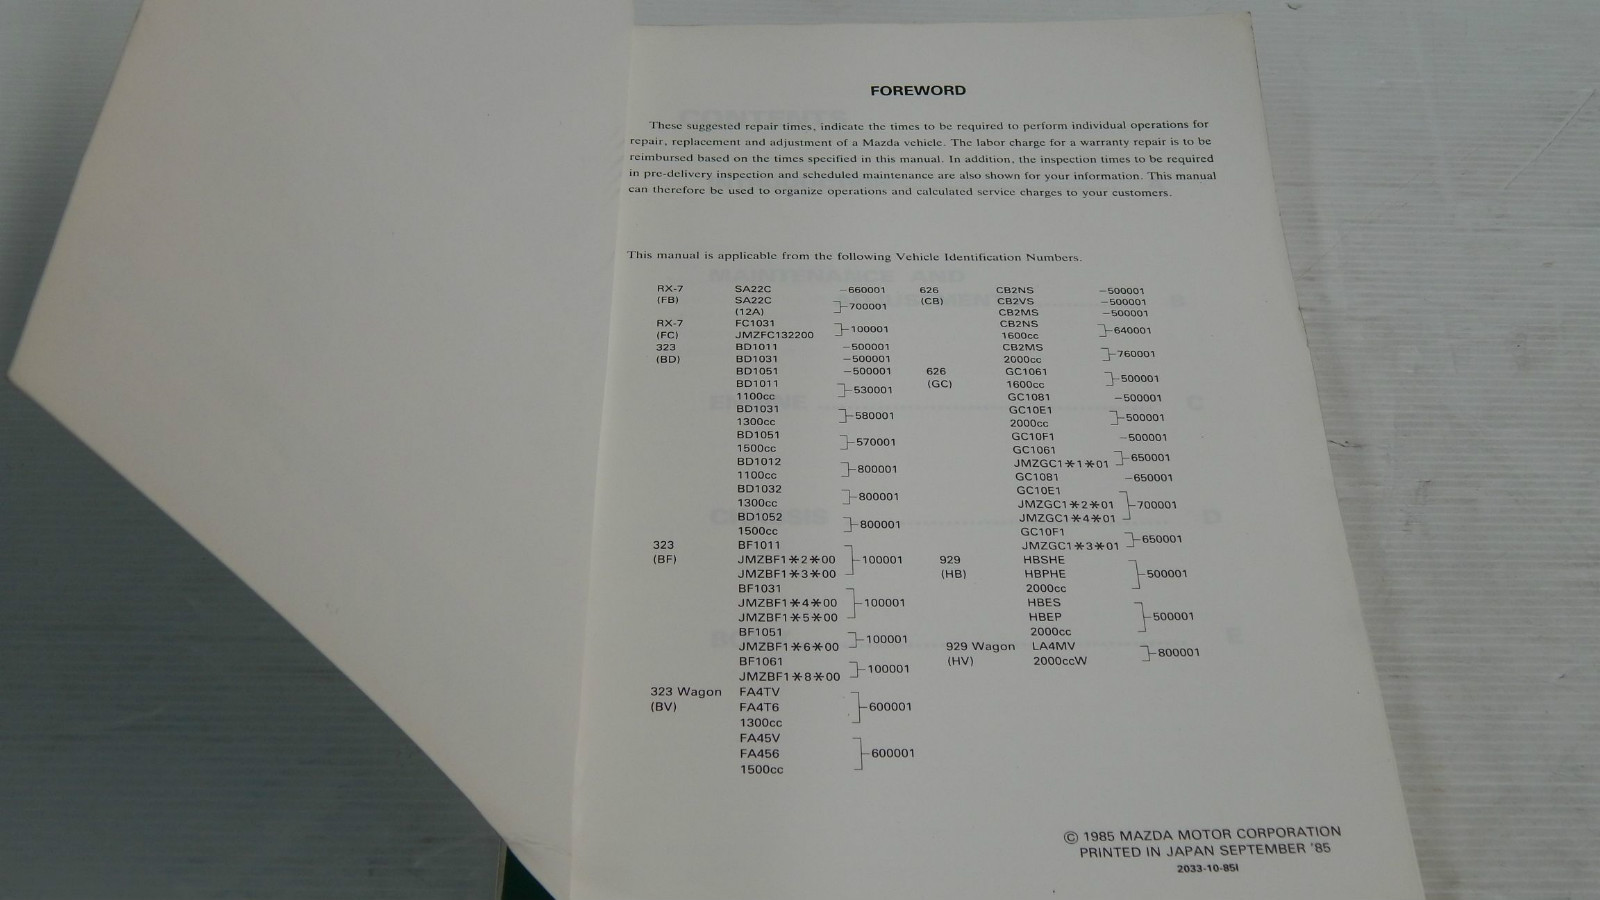 FOREWORD
These suggested repair times, indicate the times to be required to perform individual operations for
repair, replacement and adjustment of a Mazda vehicle. The labor charge for a warranty repair is to be
reimbursed based on the times specified in this manual. In addition, the inspection times to be required
in pre-delivery inspection and scheduled maintenance are also shown for your information. This manual
can therefore be used to organize operations and calculated service charges to your customers.
This manual is applicable from the following Vehicle Identification Numbers.
RX-7 SA22C -660001
(FB) SA22C
(12A) 700001
RX-7 FC1031
(FC) JMZFC132200 100001
323 BD1011 -500001
(BD) BD1031 -500001
BD1051 -500001
BD1011
1100cc 530001
BD1031
1300cc 580001
BD1051
1500cc 570001
BD1012
1100cc 800001
BD1032
1300cc 800001
BD1052
1500cc 800001
323 BF1011
(BF) JMZBF1*2*00 100001
JMZBF1*3*00
BF1031
JMZBF1*4*00 100001
JMZBF1*5*00
BF1051
JMZBF1*6*00 100001
BF1061
JMZBF1*8*00 100001
323 Wagon FA4TV
(BV) FA4T6 600001
1300cc
FA45V
FA456 600001
1500cc
626 CB2NS -500001
(CB) CB2VS -500001
CB2MS -500001
CB2NS
1600cc 640001
CB2MS
2000cc 760001
626 GC1061
(GC) 1600cc 500001
GC1081 -500001
GC10E1
2000cc 500001
GC10F1 -500001
GC1061
JMZGC1*1*01 650001
GC1081 -650001
GC10E1
JMZGC1*2*01 700001
JMZGC1*4*01
GC10F1
JMZGC1*3*01 650001
929 HBSHE
(HB) HBPHE 500001
2000cc
HBES
HBEP 500001
2000cc
929 Wagon LA4MV
(HV) 2000ccW 800001
© 1985 MAZDA MOTOR CORPORATION
PRINTED IN JAPAN SEPTEMBER '85
2033-10-85I